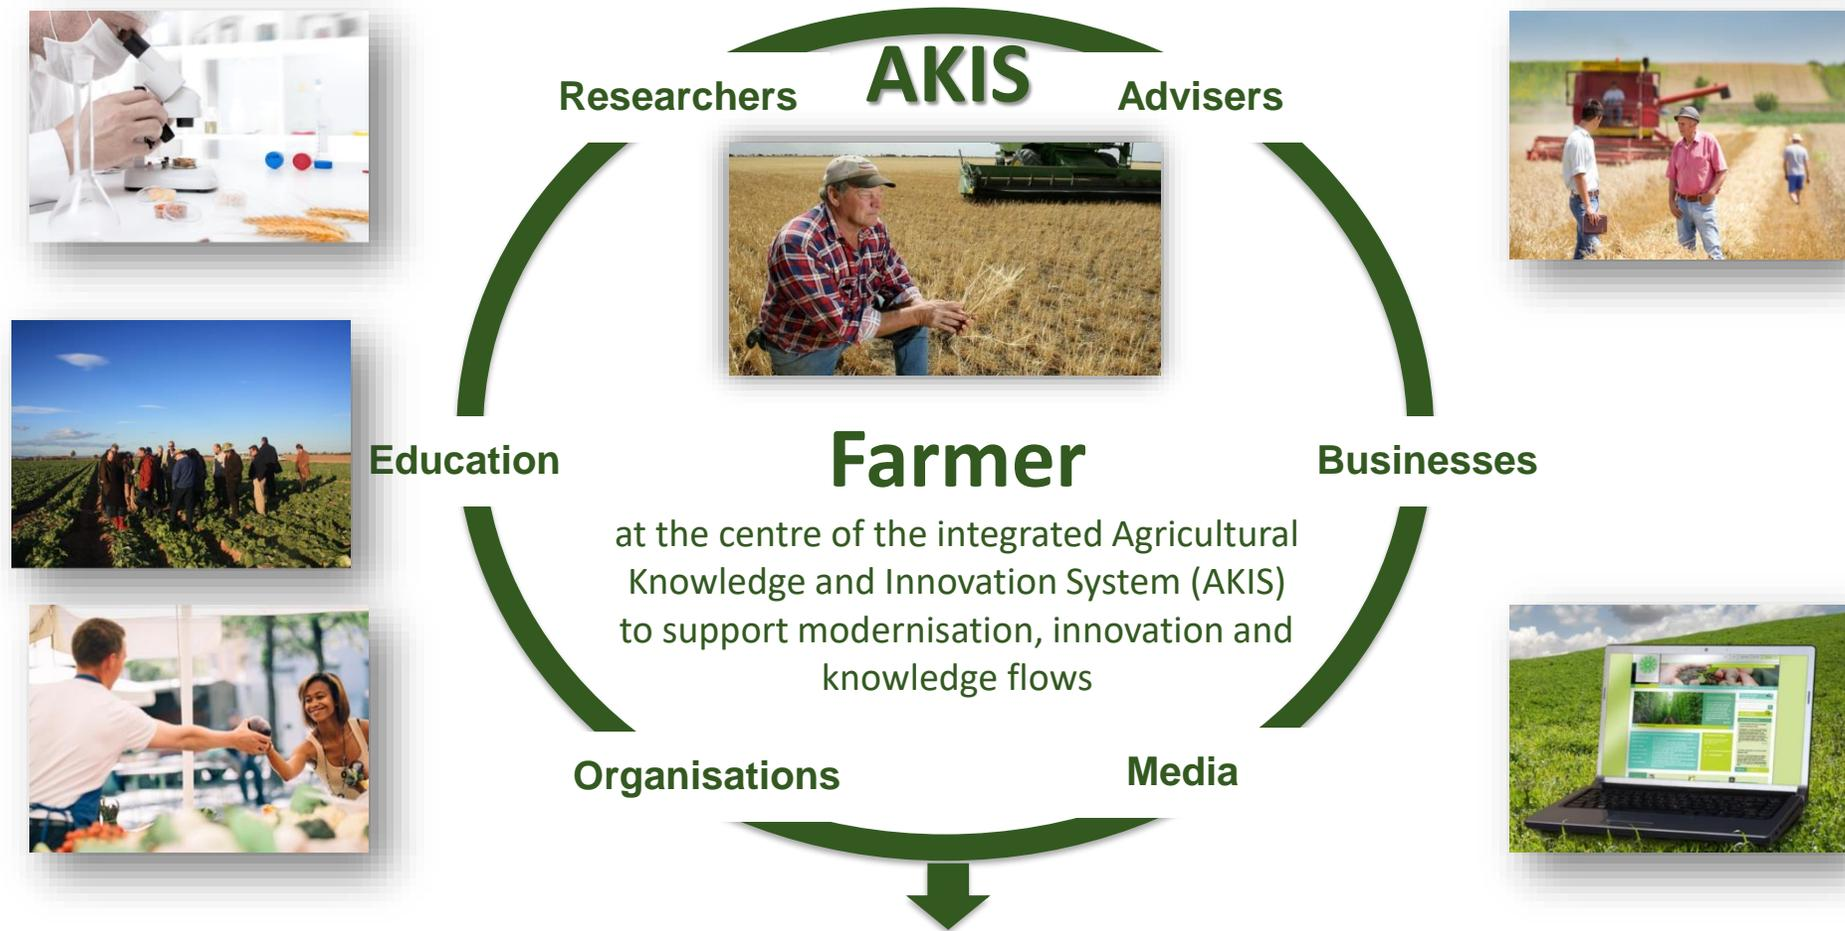 AKIS
Researchers
Advisers
Education
Farmer
Businesses
at the centre of the integrated Agricultural
Knowledge and Innovation System (AKIS)
to support modernisation, innovation and
knowledge flows
Organisations
Media